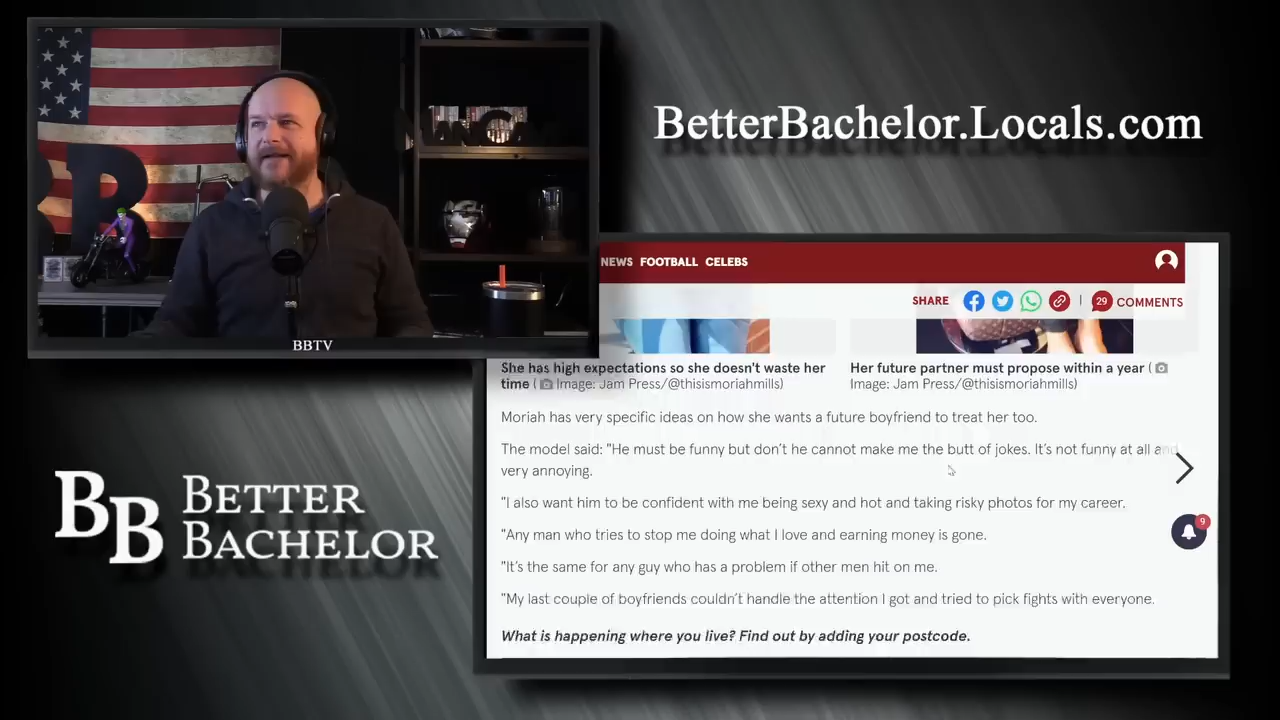 BetterBachelor.Locals.com
BBTV
NEWS FOOTBALL CELEBS
SHARE | 29 COMMENTS
She has high expectations so she doesn't waste her
time ( Image: Jam Press/@thisismoriahmills)
Her future partner must propose within a year (
Image: Jam Press/@thisismoriahmills)
Moriah has very specific ideas on how she wants a future boyfriend to treat her too.
The model said: "He must be funny but don't he cannot make me the butt of jokes. It's not funny at all and
very annoying.
"I also want him to be confident with me being sexy and hot and taking risky photos for my career.
"Any man who tries to stop me doing what I love and earning money is gone.
"It's the same for any guy who has a problem if other men hit on me.
"My last couple of boyfriends couldn't handle the attention I got and tried to pick fights with everyone.
What is happening where you live? Find out by adding your postcode.
9
BB BETTER
BACHELOR